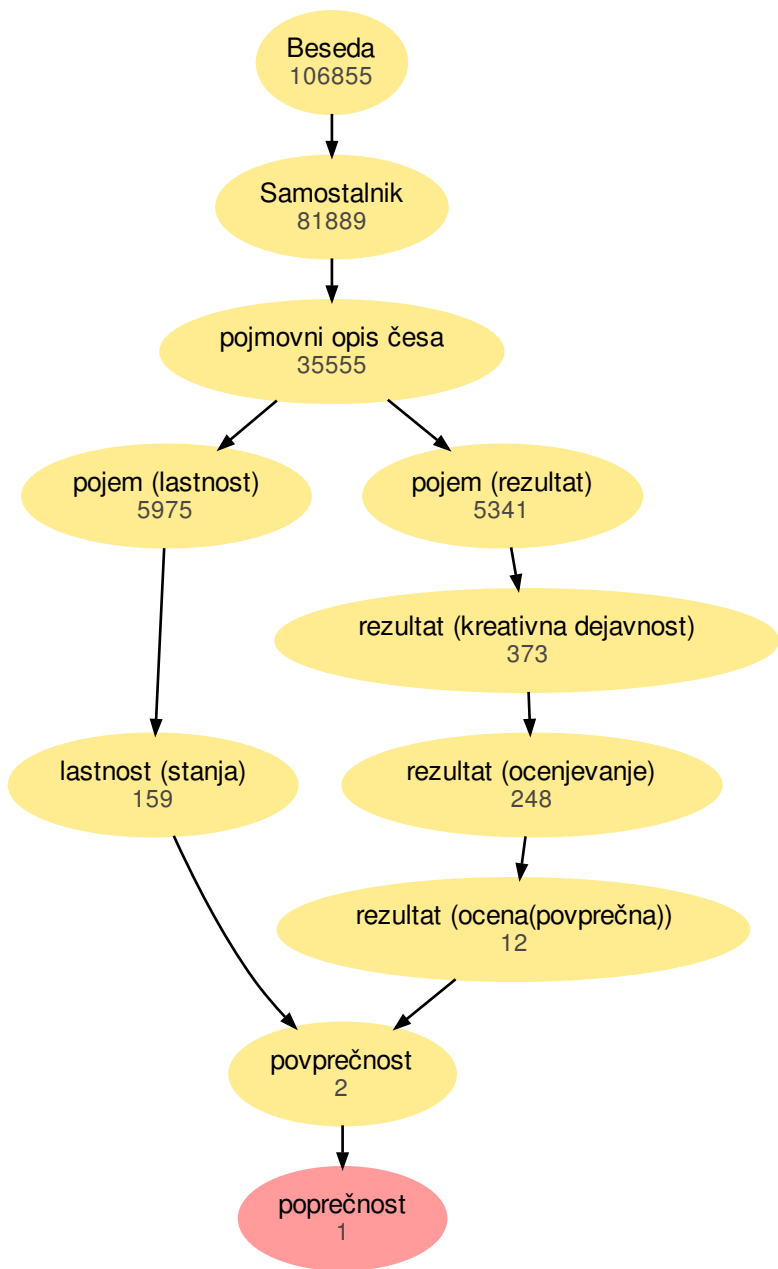 Beseda
106855
Samostalnik
81889
pojmovni opis česa
35555
pojem (lastnost)
5975
pojem (rezultat)
5341
rezultat (kreativna dejavnost)
373
lastnost (stanja)
159
rezultat (ocenjevanje)
248
rezultat (ocena(povprečna))
12
povprečnost
2
poprečnost
1